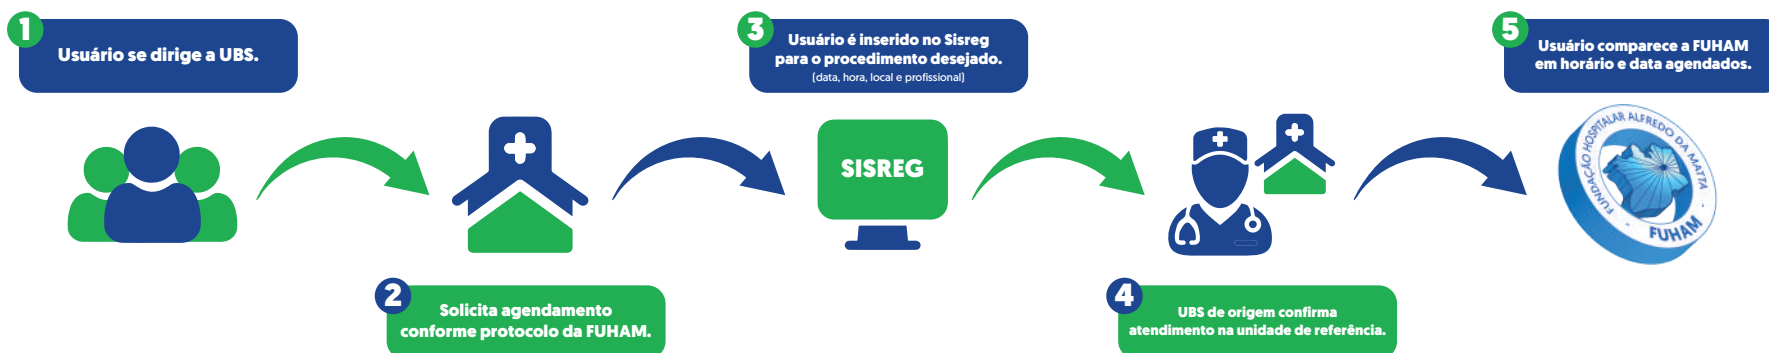 1
Usuário se dirige a UBS.
2
Solicita agendamento
conforme protocolo da FUHAM.
3
Usuário é inserido no Sisreg
para o procedimento desejado.
(data, hora, local e profissional)
SISREG
4
UBS de origem confirma
atendimento na unidade de referência.
5
Usuário comparece a FUHAM
em horário e data agendados.
FUNDAÇÃO HOSPITALAR ALFREDO DA MATTA
- FUHAM -